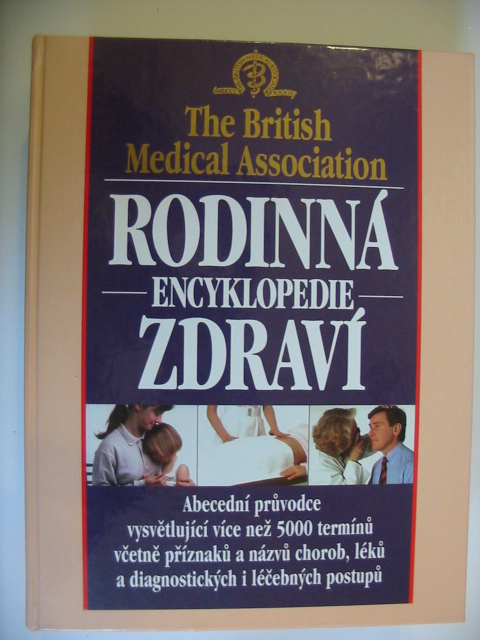 The British
Medical Association
RODINNÁ
ENCYKLOPEDIE
ZDRAVÍ
Abecední průvodce
vysvětlující více než 5000 termínů
včetně příznaků a názvů chorob, léků
a diagnostických i léčebných postupů